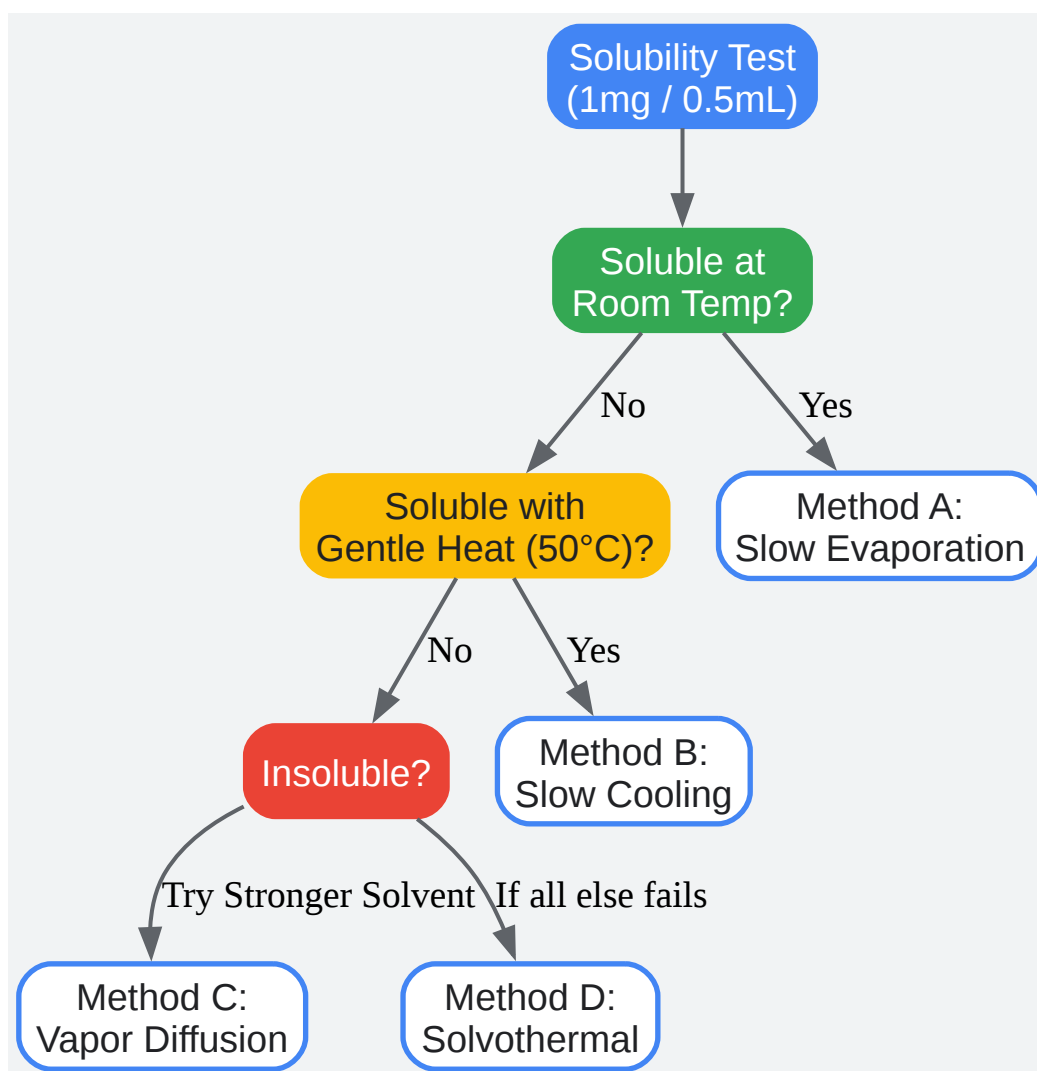 Solubility Test
(1mg / 0.5mL)
Soluble at
Room Temp?
No
Yes
Soluble with
Gentle Heat (50°C)?
Method A:
Slow Evaporation
No
Yes
Insoluble?
Method B:
Slow Cooling
Try Stronger Solvent
If all else fails
Method C:
Vapor Diffusion
Method D:
Solvothermal